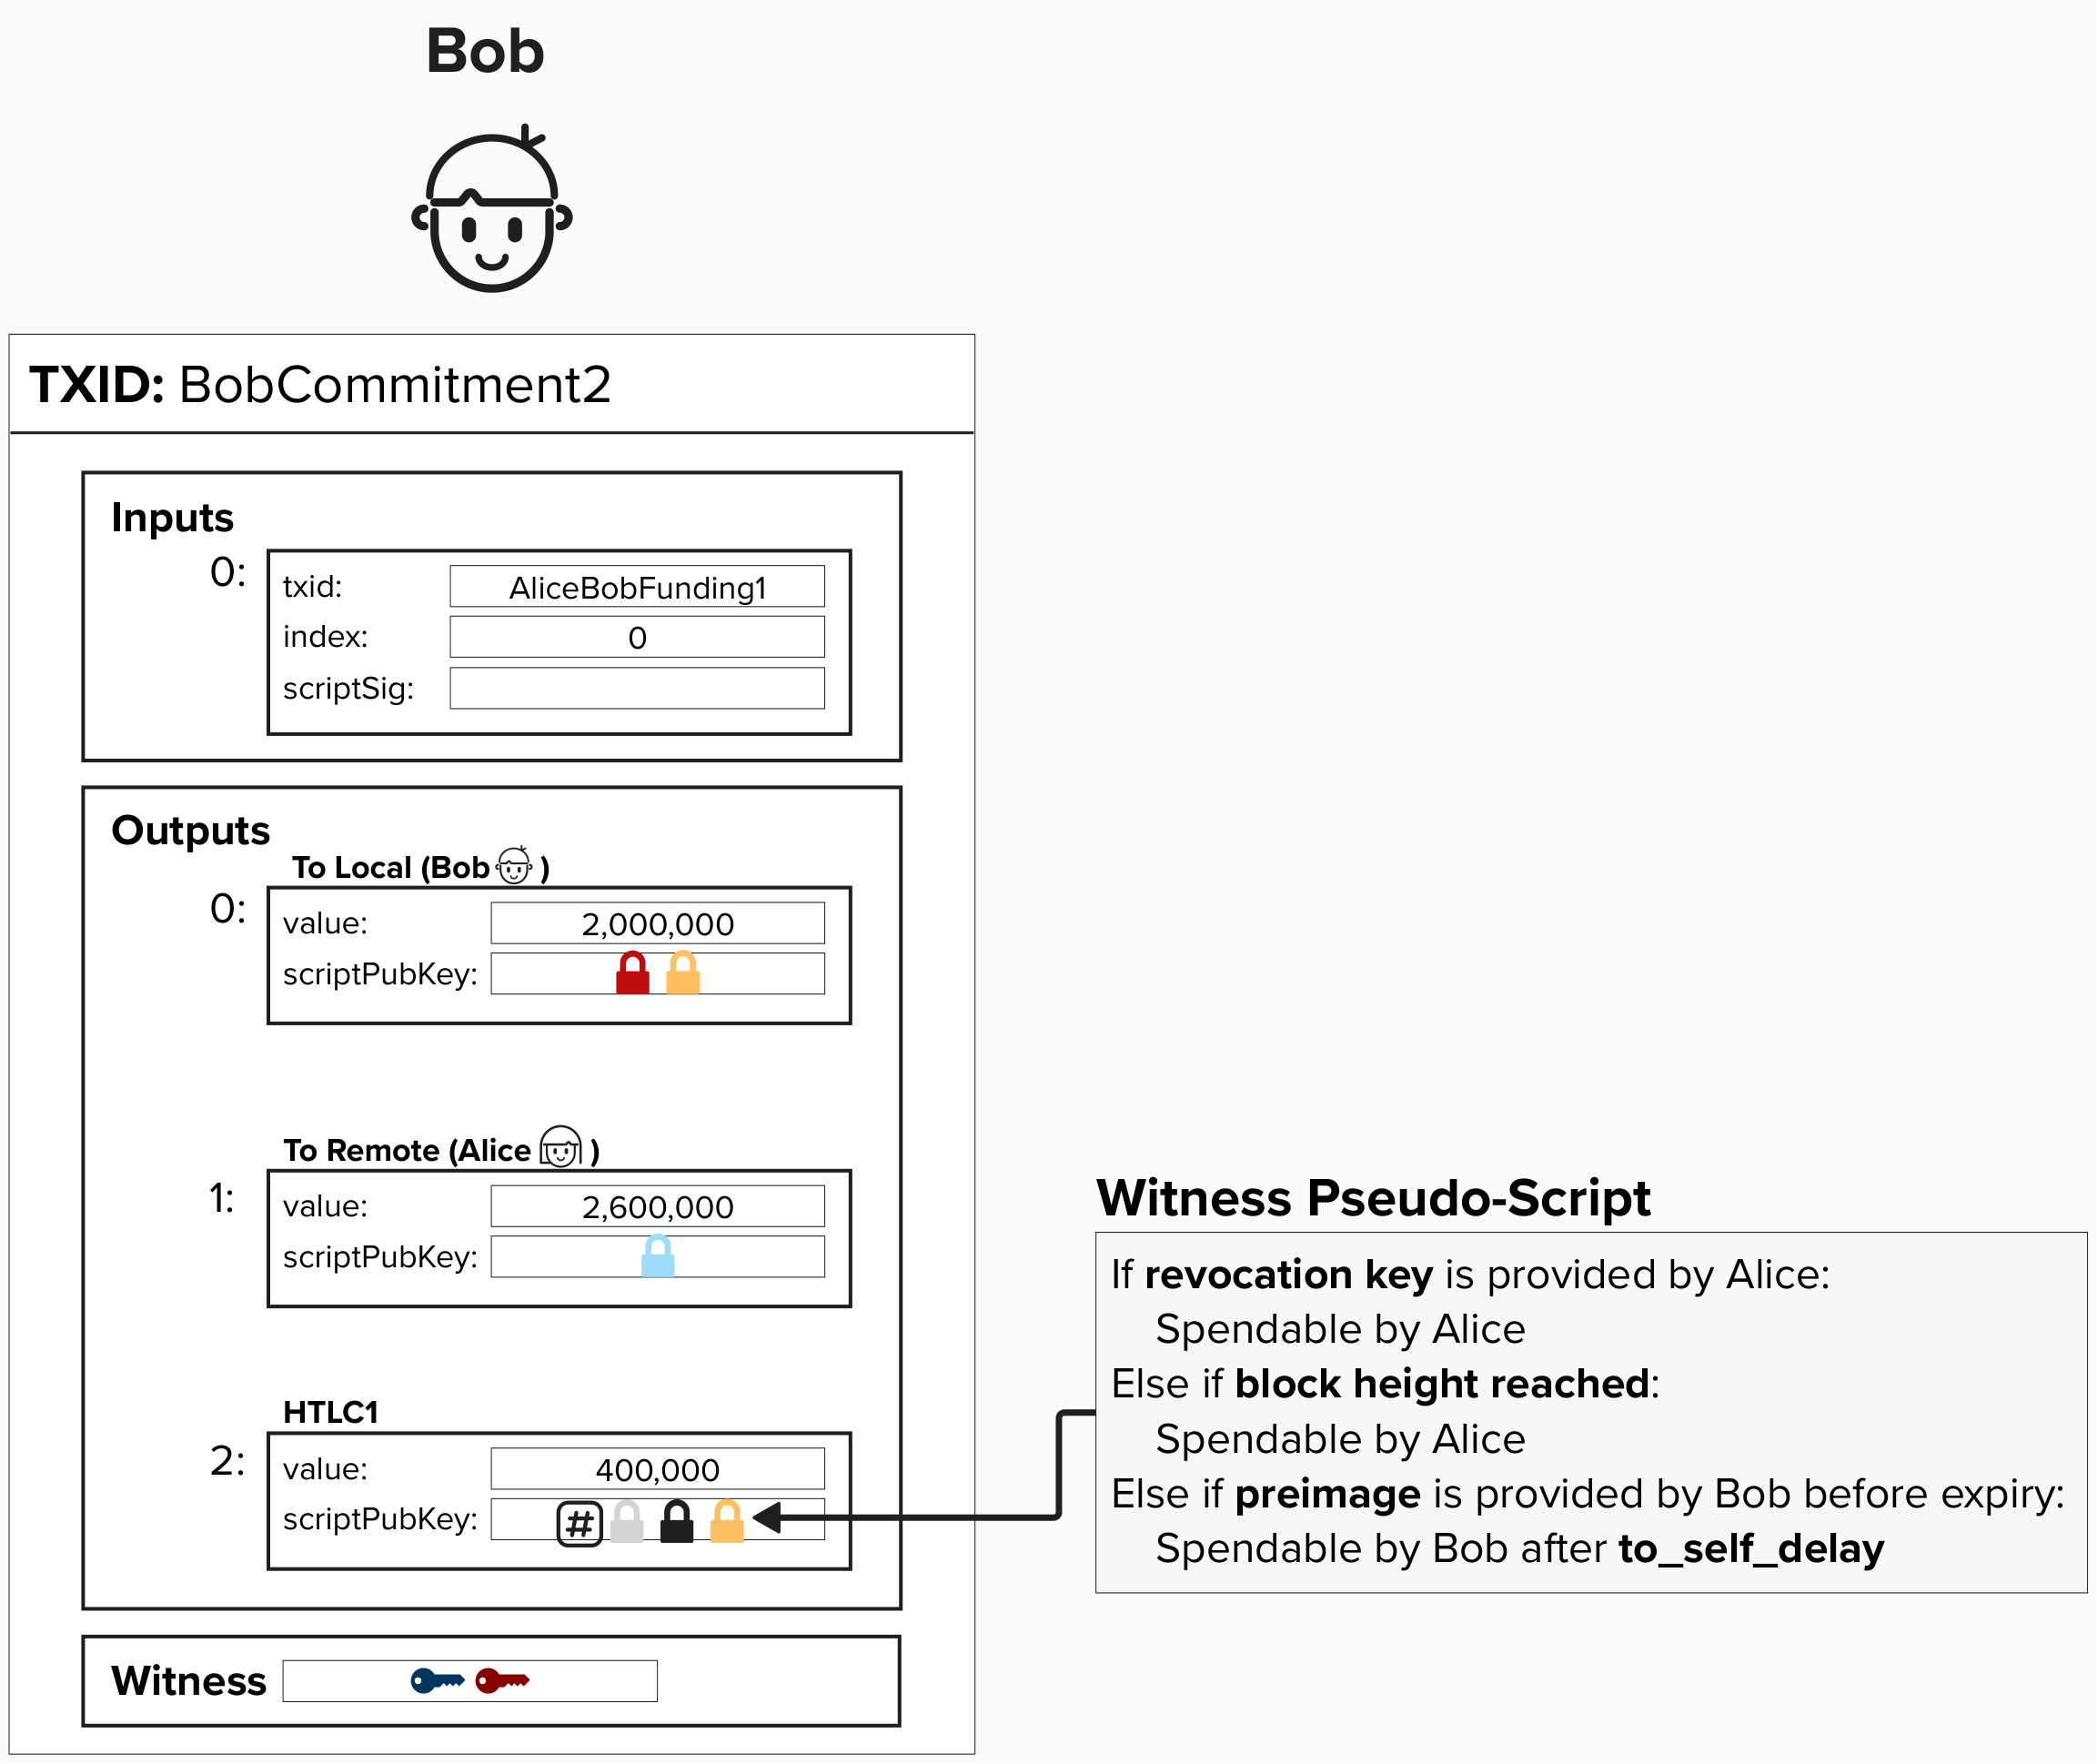 Bob
TXID: BobCommitment2
Inputs
0:
txid: AliceBobFunding1
index: 0
scriptSig:
Outputs
To Local (Bob )
0:
value: 2,000,000
scriptPubKey:
To Remote (Alice )
1:
value: 2,600,000
scriptPubKey:
HTLC1
2:
value: 400,000
scriptPubKey: #
Witness
Witness Pseudo-Script
If revocation key is provided by Alice:
Spendable by Alice
Else if block height reached:
Spendable by Alice
Else if preimage is provided by Bob before expiry:
Spendable by Bob after to_self_delay